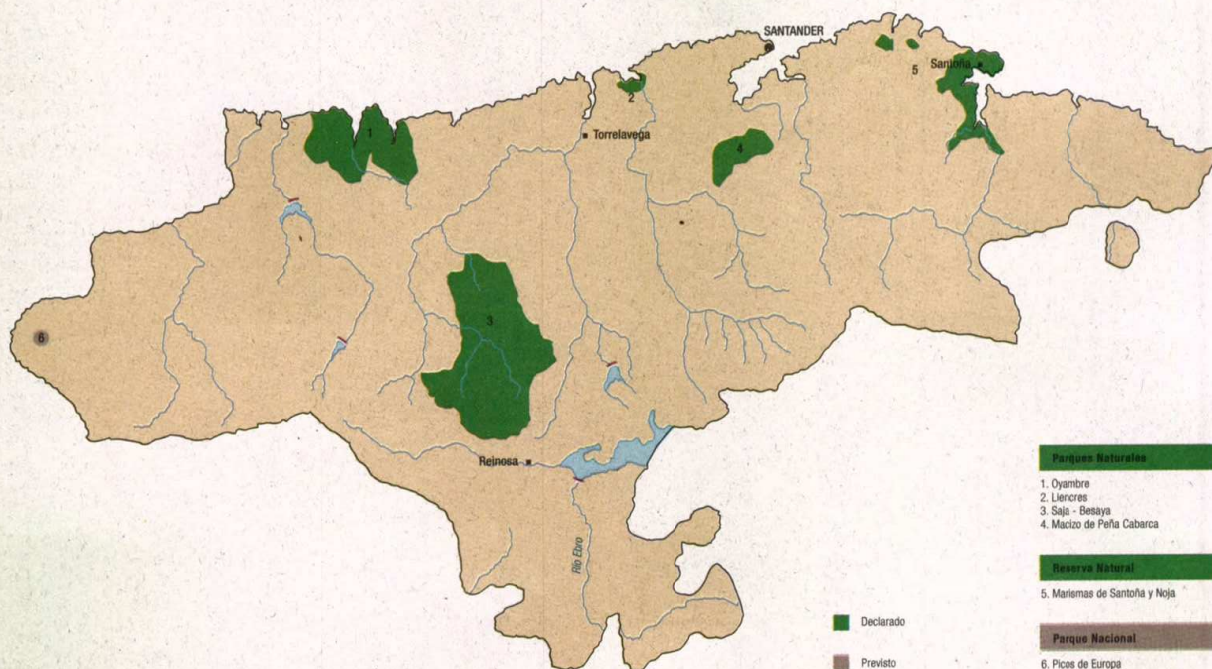 SANTANDER
5
Santoña
2
1
Torrelavega
4
3
6
Reinosa
Río Ebro
Declarado
Previsto
Parques Naturales
1. Oyambre
2. Liencres
3. Saja - Besaya
4. Macizo de Peña Cabarca
Reserva Natural
5. Marismas de Santoña y Noja
Parque Nacional
6. Picos de Europa